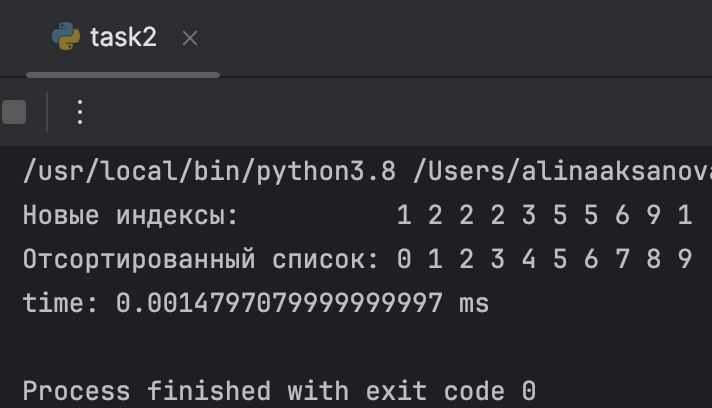 task2
/usr/local/bin/python3.8 /Users/alinaaksanova
Новые индексы: 1 2 2 2 3 5 5 6 9 1
Отсортированный список: 0 1 2 3 4 5 6 7 8 9
time: 0.0014797079999999997 ms
Process finished with exit code 0